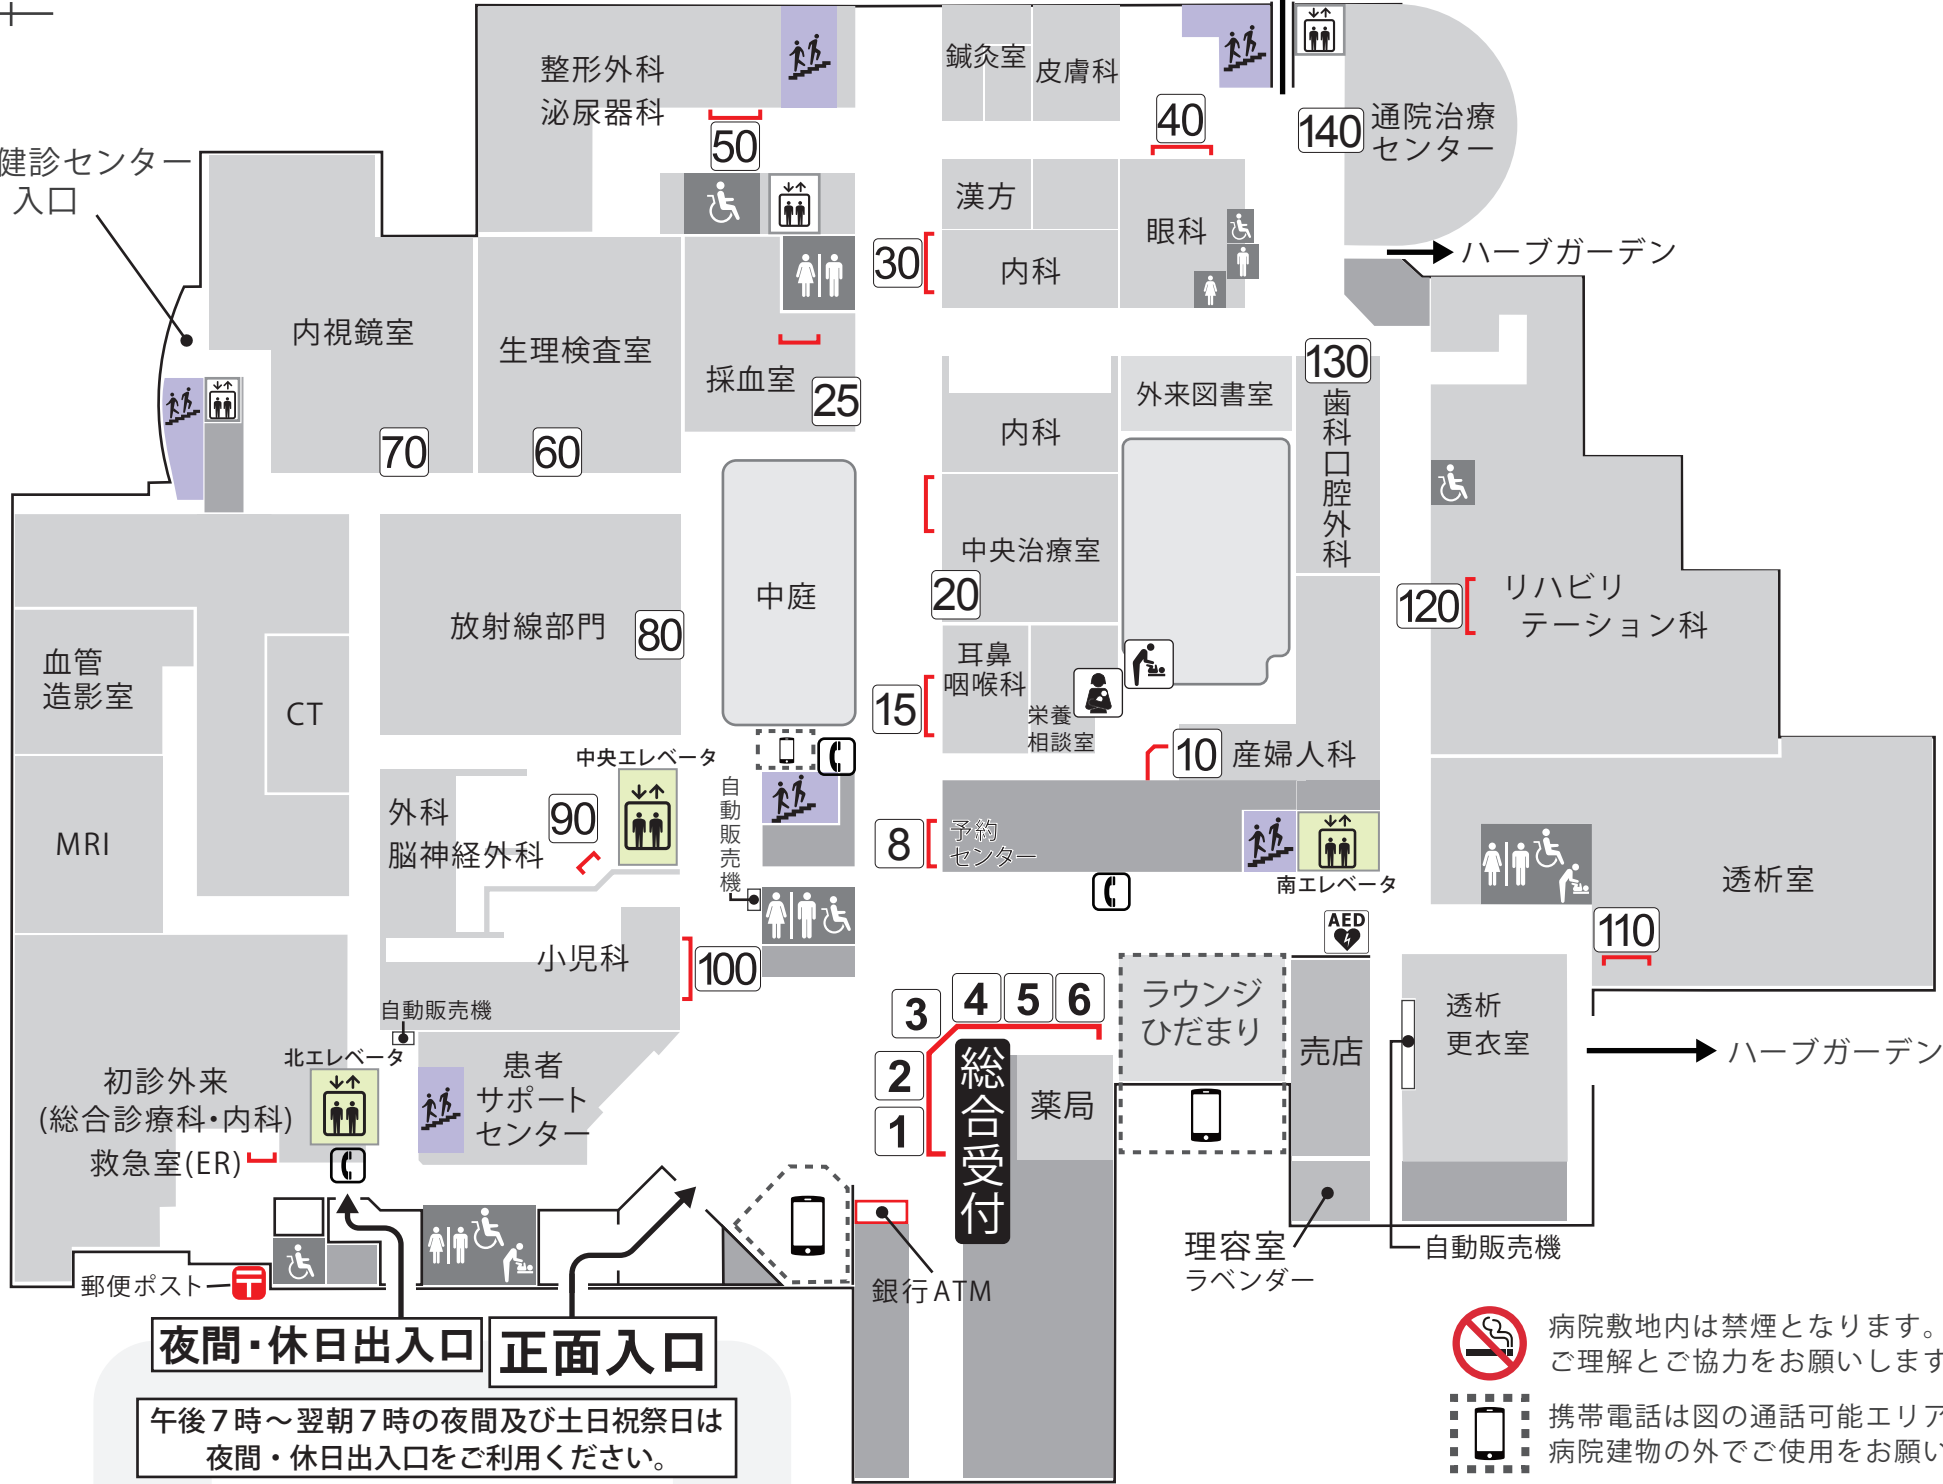 整形外科
泌尿器科
50
鍼灸室
皮膚科
40
140
通院治療
センター
健診センター
入口
漢方
眼科
30
内科
ハーブガーデン
内視鏡室
生理検査室
採血室
25
70
60
130
歯科口腔外科
外来図書室
内科
中央治療室
20
中庭
放射線部門
80
血管
造影室
CT
MRI
120
リハビリ
テーション科
耳鼻
咽喉科
15
栄養
相談室
10
産婦人科
中央エレベータ
外科
脳神経外科
90
自動販売機
8
予約
センター
南エレベータ
AED
透析室
110
小児科
100
自動販売機
北エレベータ
初診外来
(総合診療科・内科)
救急室(ER)
患者
サポート
センター
3
4
5
6
2
1
総合受付
薬局
ラウンジ
ひだまり
売店
透析
更衣室
ハーブガーデン
理容室
ラベンダー
自動販売機
銀行ATM
郵便ポスト
夜間・休日出入口
正面入口
午後7時～翌朝7時の夜間及び土日祝祭日は
夜間・休日出入口をご利用ください。
病院敷地内は禁煙となります。
ご理解とご協力をお願いします
携帯電話は図の通話可能エリア
病院建物の外でご使用をお願い